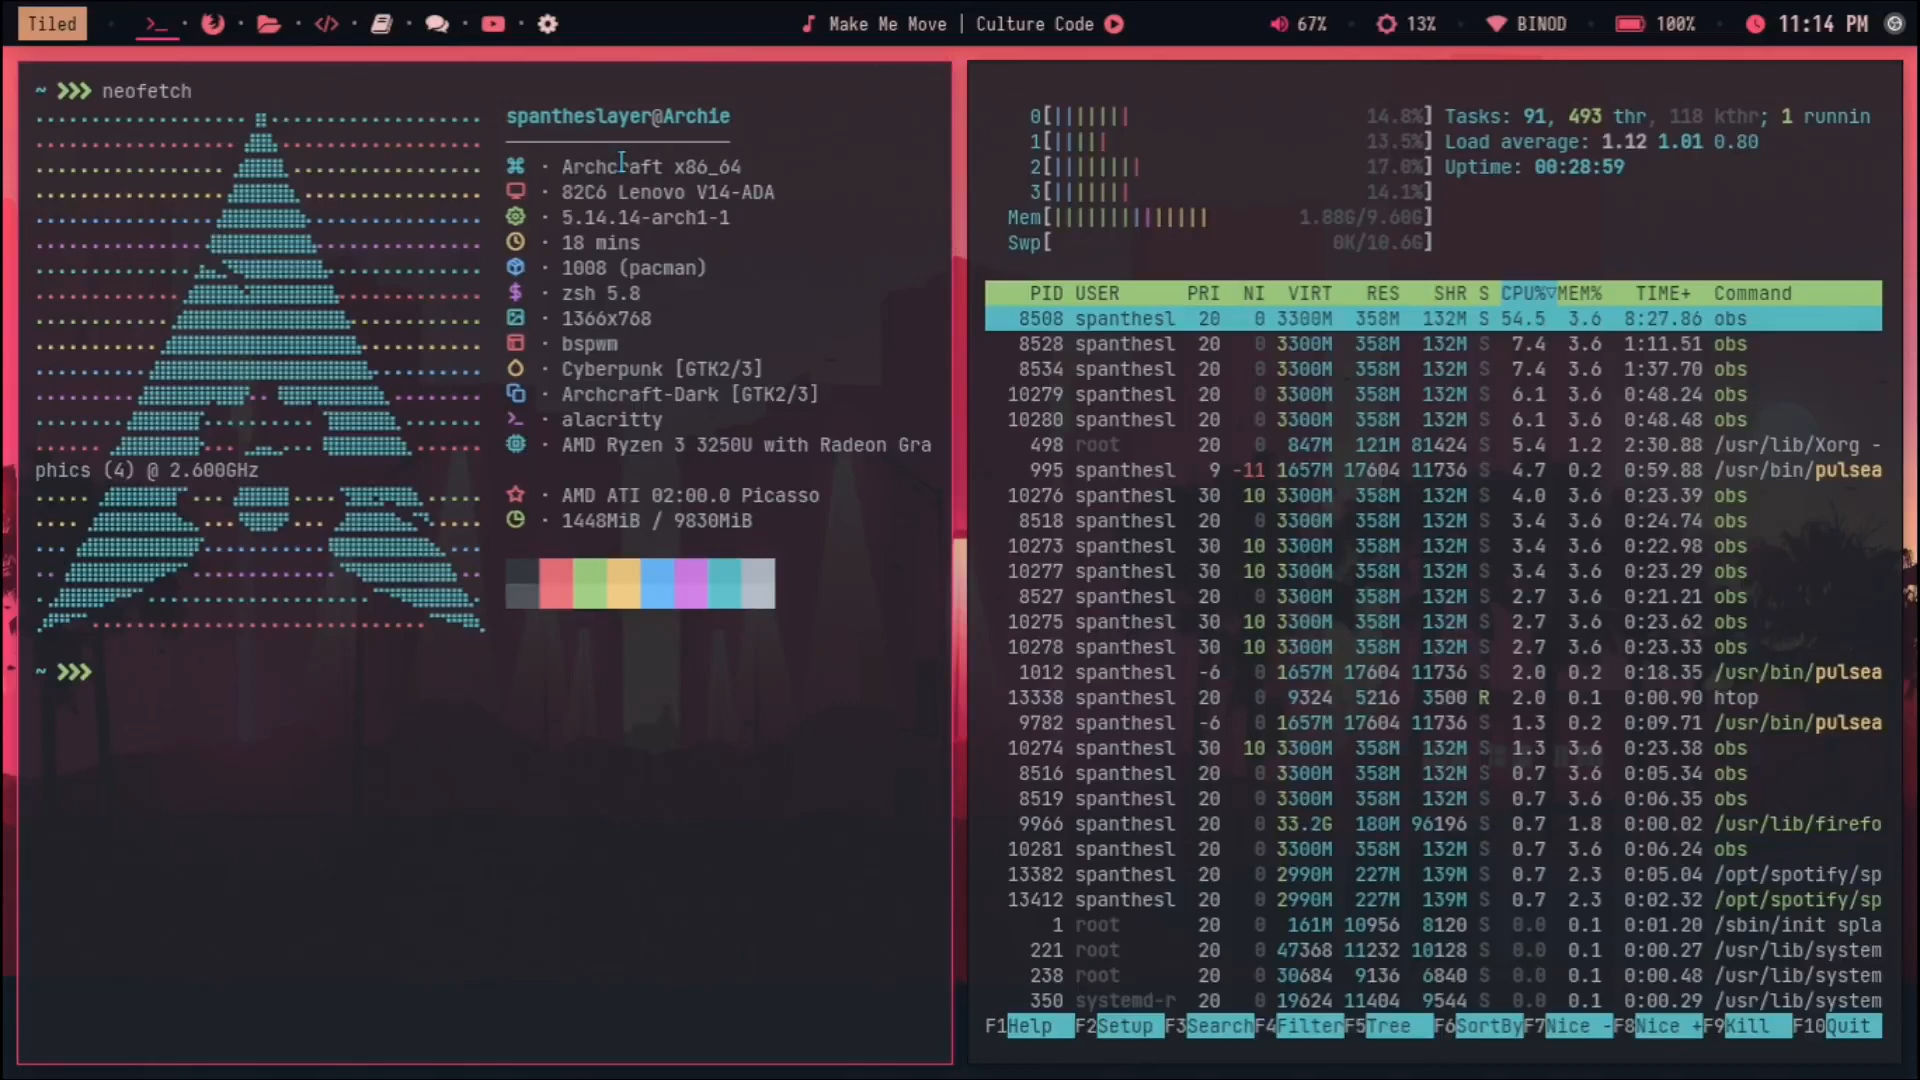 Tiled
Make Me Move | Culture Code
67%
13%
BINOD
100%
11:14 PM
~ neofetch
spantheslayer@Archie
Archcraft x86_64
82C6 Lenovo V14-ADA
5.14.14-arch1-1
18 mins
1008 (pacman)
zsh 5.8
1366x768
bspwm
Cyberpunk [GTK2/3]
Archcraft-Dark [GTK2/3]
alacritty
AMD Ryzen 3 3250U with Radeon Gra
phics (4) @ 2.600GHz
AMD ATI 02:00.0 Picasso
1448MiB / 9830MiB
~
0[||||||| 14.8%] Tasks: 91, 493 thr, 118 kthr; 1 runnin
1[||||| 13.5%] Load average: 1.12 1.01 0.80
2[|||||||| 17.0%] Uptime: 00:28:59
3[||||||| 14.1%]
Mem[||||||||||||||| 1.88G/9.60G]
Swp[ 0K/10.6G]
PID USER PRI NI VIRT RES SHR S CPU%▽MEM% TIME+ Command
8508 spanthesl 20 0 3300M 358M 132M S 54.5 3.6 8:27.86 obs
8528 spanthesl 20 0 3300M 358M 132M S 7.4 3.6 1:11.51 obs
8534 spanthesl 20 0 3300M 358M 132M S 7.4 3.6 1:37.70 obs
10279 spanthesl 20 0 3300M 358M 132M S 6.1 3.6 0:48.24 obs
10280 spanthesl 20 0 3300M 358M 132M S 6.1 3.6 0:48.48 obs
498 root 20 0 847M 121M 81424 S 5.4 1.2 2:30.88 /usr/lib/Xorg -
995 spanthesl 9 -11 1657M 17604 11736 S 4.7 0.2 0:59.88 /usr/bin/pulsea
10276 spanthesl 30 10 3300M 358M 132M S 4.0 3.6 0:23.39 obs
8518 spanthesl 20 0 3300M 358M 132M S 3.4 3.6 0:24.74 obs
10273 spanthesl 30 10 3300M 358M 132M S 3.4 3.6 0:22.98 obs
10277 spanthesl 30 10 3300M 358M 132M S 3.4 3.6 0:23.29 obs
8527 spanthesl 20 0 3300M 358M 132M S 2.7 3.6 0:21.21 obs
10275 spanthesl 30 10 3300M 358M 132M S 2.7 3.6 0:23.62 obs
10278 spanthesl 30 10 3300M 358M 132M S 2.7 3.6 0:23.33 obs
1012 spanthesl -6 0 1657M 17604 11736 S 2.0 0.2 0:18.35 /usr/bin/pulsea
13338 spanthesl 20 0 9324 5216 3500 R 2.0 0.1 0:00.90 htop
9782 spanthesl -6 0 1657M 17604 11736 S 1.3 0.2 0:09.71 /usr/bin/pulsea
10274 spanthesl 30 10 3300M 358M 132M S 1.3 3.6 0:23.38 obs
8516 spanthesl 20 0 3300M 358M 132M S 0.7 3.6 0:05.34 obs
8519 spanthesl 20 0 3300M 358M 132M S 0.7 3.6 0:06.35 obs
9966 spanthesl 20 0 33.2G 180M 96196 S 0.7 1.8 0:00.02 /usr/lib/firefo
10281 spanthesl 20 0 3300M 358M 132M S 0.7 3.6 0:06.24 obs
13382 spanthesl 20 0 2990M 227M 139M S 0.7 2.3 0:05.04 /opt/spotify/sp
13412 spanthesl 20 0 2990M 227M 139M S 0.7 2.3 0:02.32 /opt/spotify/sp
1 root 20 0 161M 10956 8120 S 0.0 0.1 0:01.20 /sbin/init spla
221 root 20 0 47368 11232 10128 S 0.0 0.1 0:00.27 /usr/lib/system
238 root 20 0 30684 9136 6840 S 0.0 0.1 0:00.48 /usr/lib/system
350 systemd-r 20 0 19624 11404 9544 S 0.0 0.1 0:00.29 /usr/lib/system
F1Help F2Setup F3SearchF4FilterF5Tree F6SortByF7Nice -F8Nice +F9Kill F10Quit